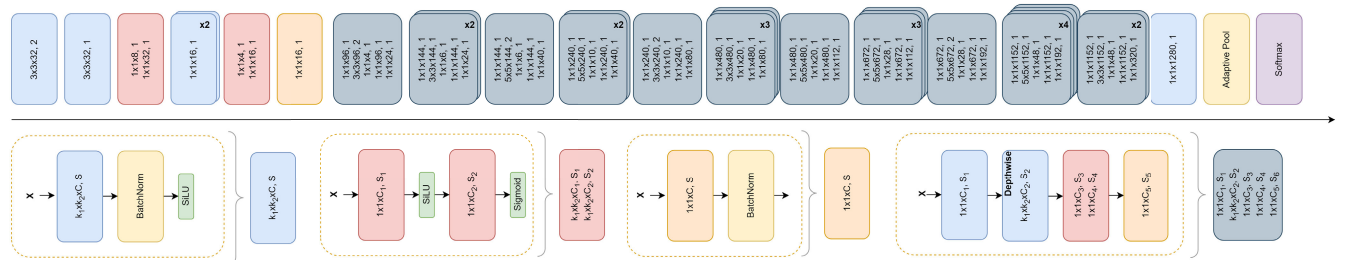 3x3x32, 2
3x3x32, 1
1x1x8, 1
1x1x32, 1
x2
1x1x16, 1
1x1x4, 1
1x1x16, 1
1x1x16, 1
1x1x96, 1
3x3x96, 2
1x1x4, 1
1x1x96, 1
1x1x24, 1
x2
1x1x144, 1
3x3x144, 1
1x1x6, 1
1x1x144, 1
1x1x24, 1
1x1x144, 1
5x5x144, 2
1x1x6, 1
1x1x144, 1
1x1x40, 1
x2
1x1x240, 1
5x5x240, 1
1x1x10, 1
1x1x240, 1
1x1x40, 1
1x1x240, 1
3x3x240, 2
1x1x10, 1
1x1x240, 1
1x1x80, 1
x3
1x1x480, 1
3x3x480, 1
1x1x20, 1
1x1x480, 1
1x1x80, 1
1x1x480, 1
5x5x480, 1
1x1x20, 1
1x1x480, 1
1x1x112, 1
x3
1x1x672, 1
5x5x672, 1
1x1x28, 1
1x1x672, 1
1x1x112, 1
1x1x672, 1
5x5x672, 2
1x1x28, 1
1x1x672, 1
1x1x192, 1
x4
1x1x1152, 1
5x5x1152, 1
1x1x48, 1
1x1x1152, 1
1x1x192, 1
x2
1x1x1152, 1
3x3x1152, 1
1x1x48, 1
1x1x1152, 1
1x1x320, 1
1x1x1280, 1
Adaptive Pool
Softmax
X
k₁xk₂xC, S
BatchNorm
SiLU
k₁xk₂xC, S
X
1x1xC₁, S₁
SiLU
1x1xC₂, S₂
Sigmoid
k₁xk₂xC₁, S₁
k₁xk₂xC₂, S₂
X
1x1xC, S
BatchNorm
1x1xC, S
X
1x1xC₁, S₁
Depthwise
k₁xk₂xC₂, S₂
1x1xC₃, S₃
1x1xC₄, S₄
1x1xC₅, S₅
1x1xC₁, S₁
k₁xk₂xC₂, S₂
1x1xC₃, S₃
1x1xC₄, S₄
1x1xC₅, S₆